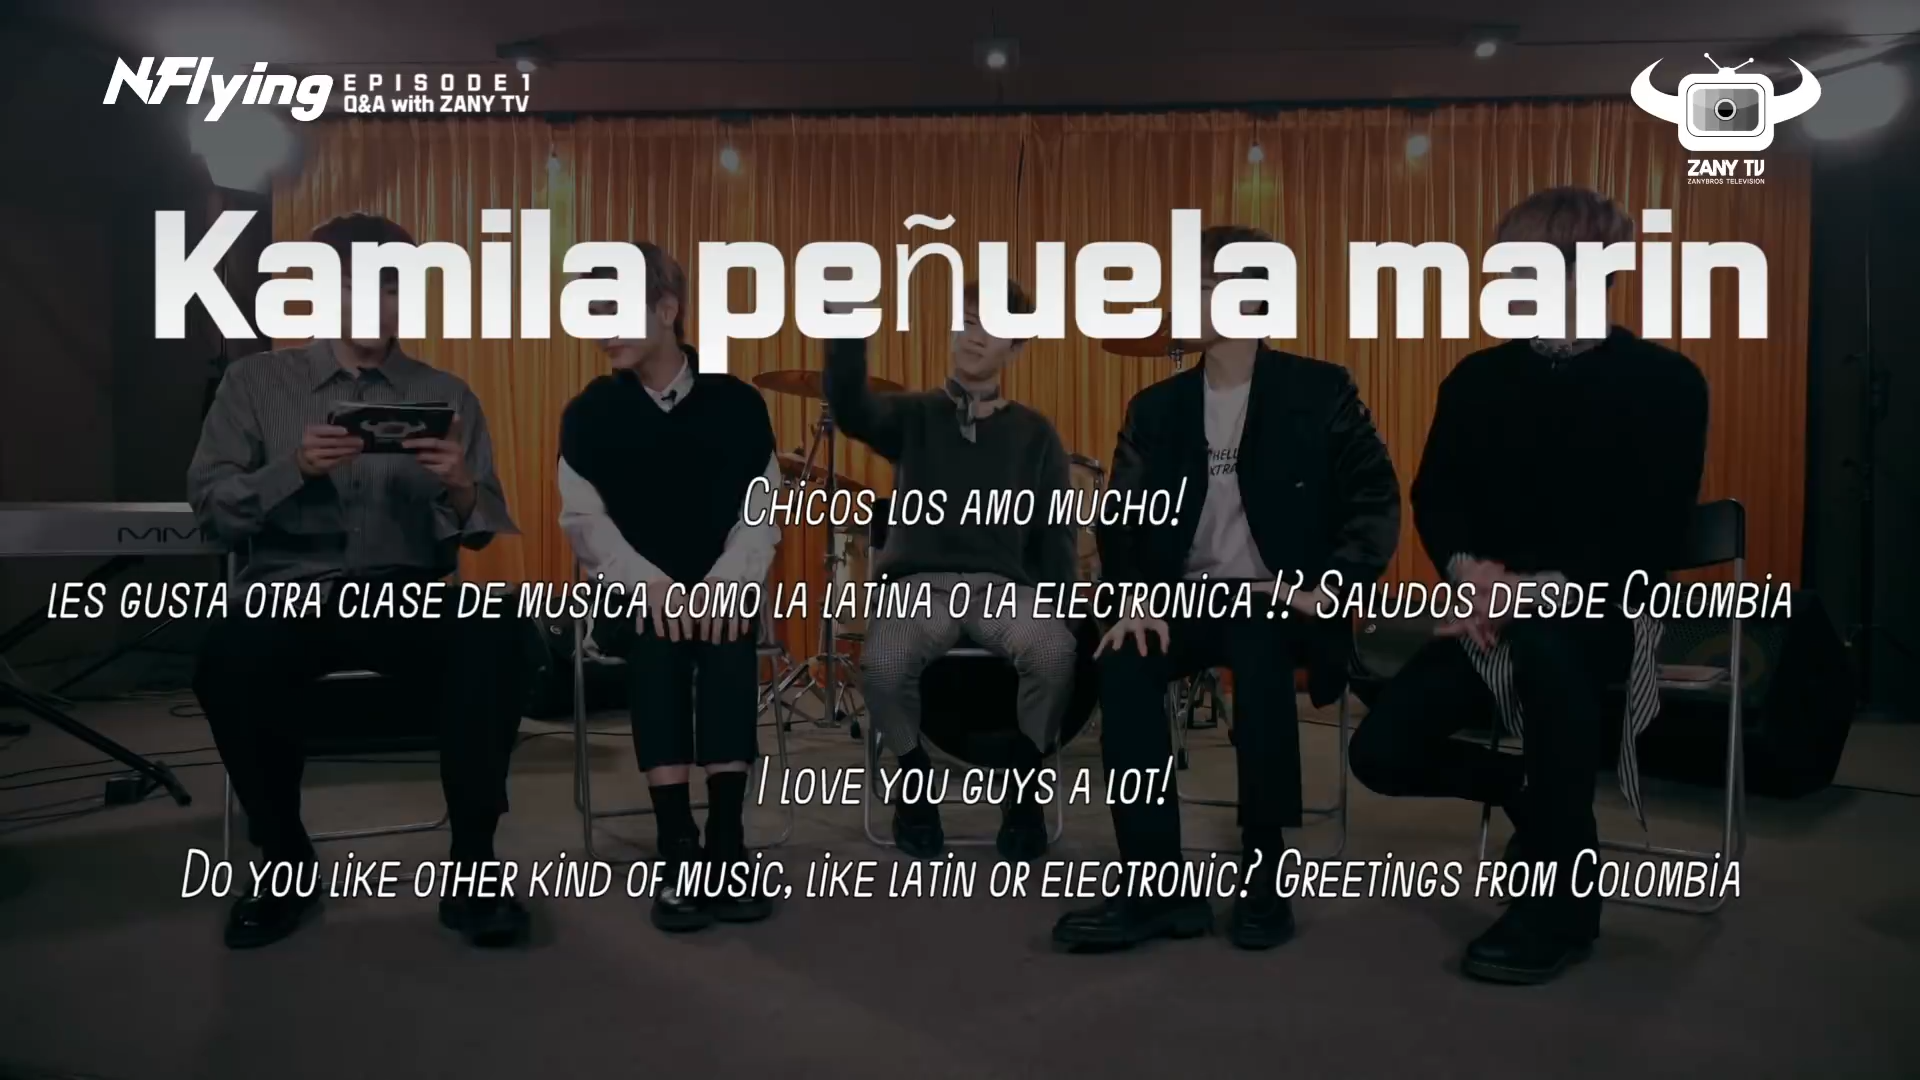 N.Flying EPISODE 1
Q&A with ZANY TV
ZANY TV
ZANYBROS TELEVISION
Kamila peñuela marin
HELL
XTRA
Chicos los amo mucho!
les gusta otra clase de musica como la latina o la electronica !? Saludos desde Colombia
I love you guys a lot!
Do you like other kind of music, like latin or electronic? Greetings from Colombia